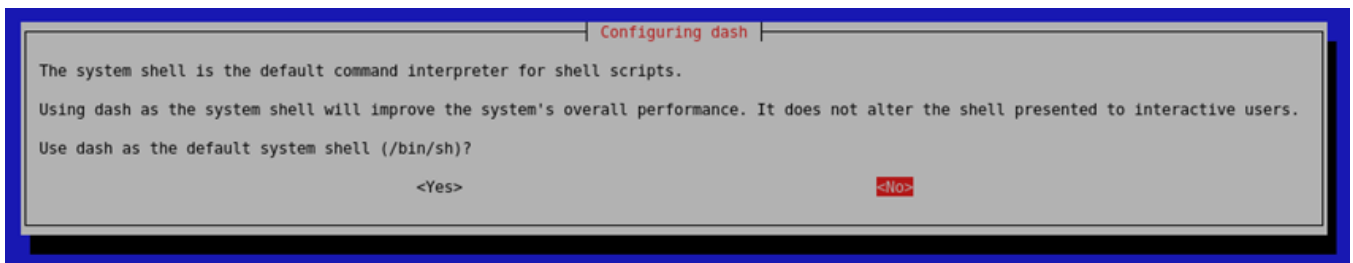 Configuring dash
The system shell is the default command interpreter for shell scripts.
Using dash as the system shell will improve the system's overall performance. It does not alter the shell presented to interactive users.
Use dash as the default system shell (/bin/sh)?
<Yes> <No>